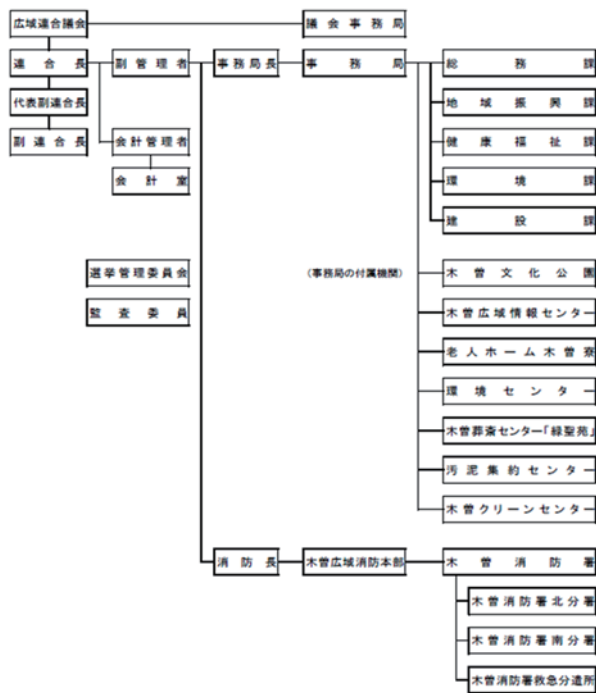 広域連合議会
議会事務局
連合長
副管理者
事務局長
事務局
総務課
代表副連合長
地域振興課
副連合長
会計管理者
健康福祉課
会計室
環境課
建設課
選挙管理委員会
(事務局の付属機関)
木曽文化公園
監査委員
木曽広域情報センター
老人ホーム木曽寮
環境センター
木曽葬斎センター「緑聖苑」
汚泥集約センター
木曽クリーンセンター
消防長
木曽広域消防本部
木曽消防署
木曽消防署北分署
木曽消防署南分署
木曽消防署救急分遣所